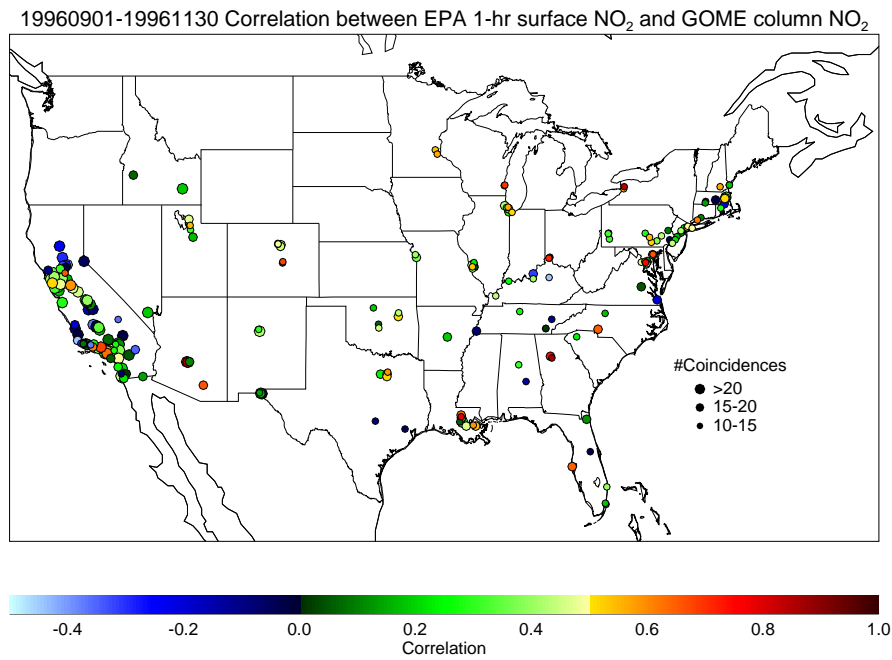 19960901-19961130 Correlation between EPA 1-hr surface NO₂ and GOME column NO₂
#Coincidences
>20
15-20
10-15
-0.4 -0.2 0.0 0.2 0.4 0.6 0.8 1.0
Correlation